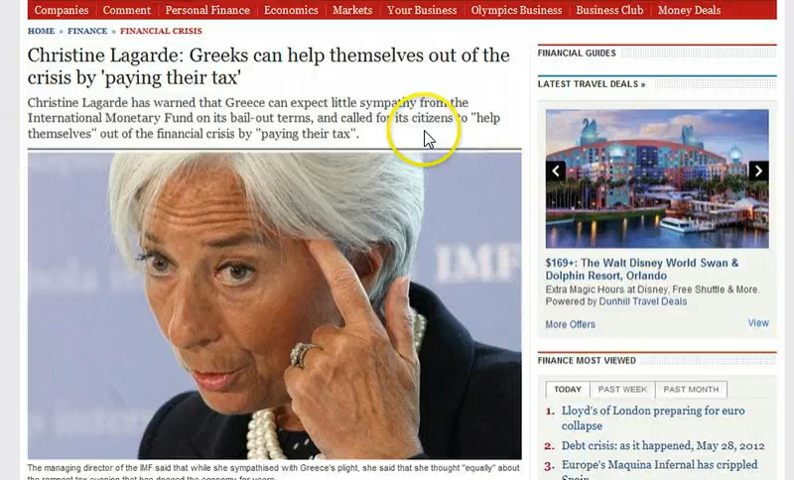 Companies Comment Personal Finance Economics Markets Your Business Olympics Business Business Club Money Deals
HOME » FINANCE » FINANCIAL CRISIS
Christine Lagarde: Greeks can help themselves out of the
crisis by 'paying their tax'
Christine Lagarde has warned that Greece can expect little sympathy from the
International Monetary Fund on its bail-out terms, and called for its citizens to "help
themselves" out of the financial crisis by "paying their tax".
IMF
The managing director of the IMF said that while she sympathised with Greece's plight, she said that she thought "equally" about
FINANCIAL GUIDES
LATEST TRAVEL DEALS »
$169+: The Walt Disney World Swan &
Dolphin Resort, Orlando
Extra Magic Hours at Disney, Free Shuttle & More.
Powered by Dunhill Travel Deals
More Offers View
FINANCE MOST VIEWED
TODAY PAST WEEK PAST MONTH
1. Lloyd's of London preparing for euro
collapse
2. Debt crisis: as it happened, May 28, 2012
3. Europe's Maquina Infernal has crippled
Spain